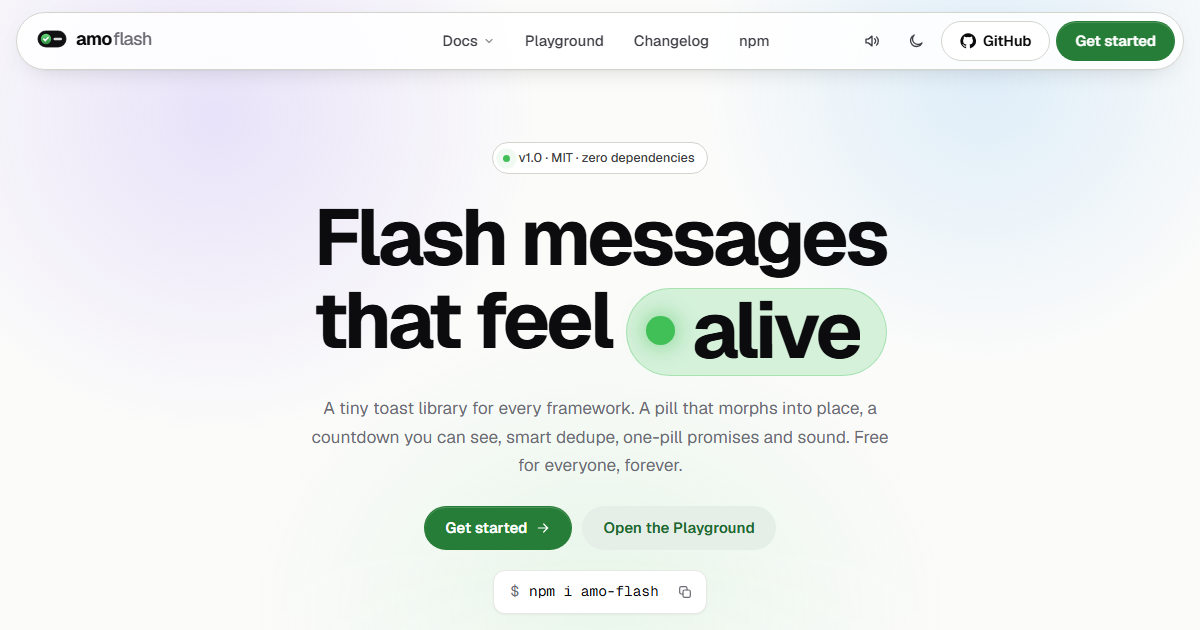 amoflash
Docs
Playground
Changelog
npm
GitHub
Get started
v1.0 · MIT · zero dependencies
Flash messages
that feel alive
A tiny toast library for every framework. A pill that morphs into place, a
countdown you can see, smart dedupe, one-pill promises and sound. Free
for everyone, forever.
Get started →
Open the Playground
$ npm i amo-flash